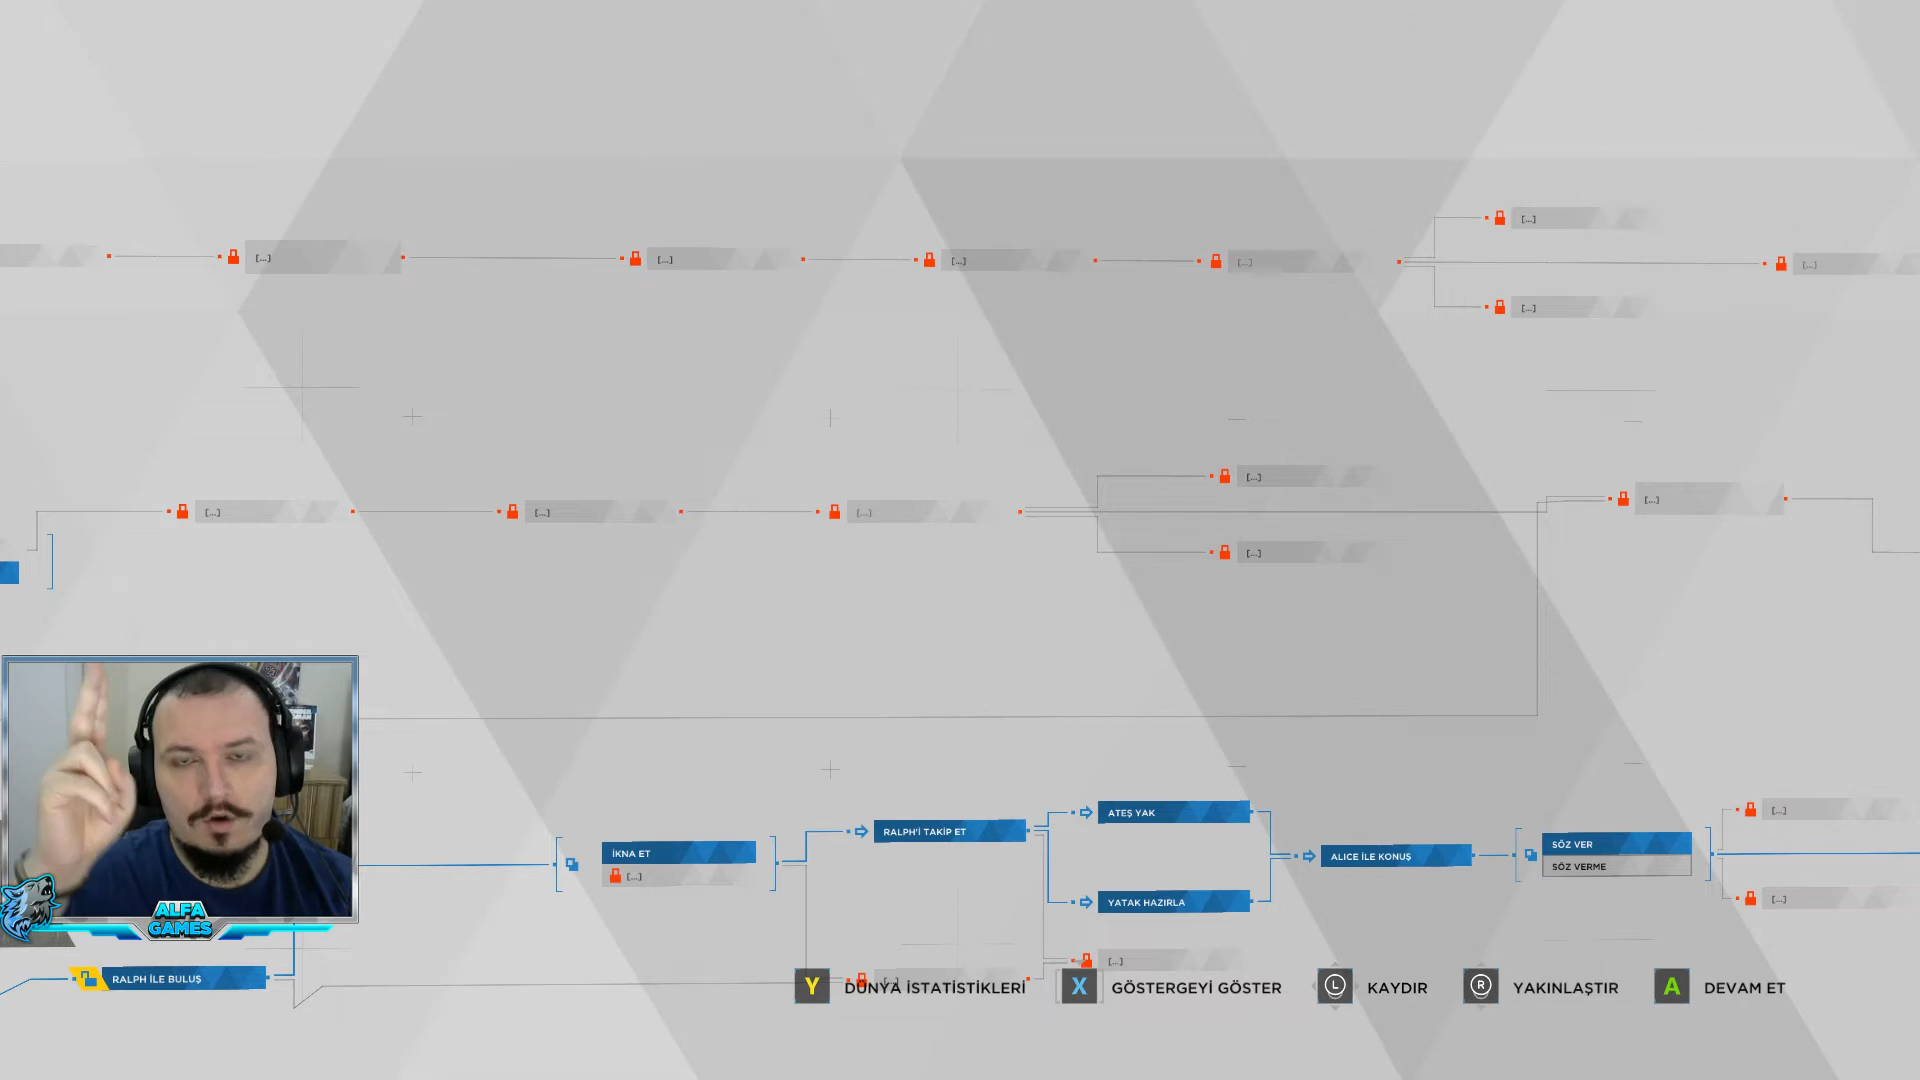 [...]
[...]
[...]
[...]
[...]
[...]
[...]
[...]
[...]
[...]
[...]
[...]
[...]
[...]
ATEŞ YAK
RALPH'İ TAKİP ET
İKNA ET
[...]
ALICE İLE KONUŞ
SÖZ VER
SÖZ VERME
[...]
[...]
YATAK HAZIRLA
[...]
[...]
ALFA
GAMES
RALPH İLE BULUŞ
Y DÜNYA İSTATİSTİKLERİ
X GÖSTERGEYİ GÖSTER
L KAYDIR
R YAKINLAŞTIR
A DEVAM ET